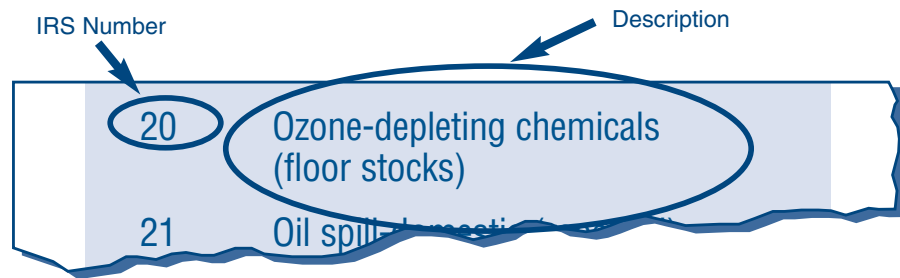 IRS Number
Description
20 Ozone-depleting chemicals
(floor stocks)
21 Oil spill-